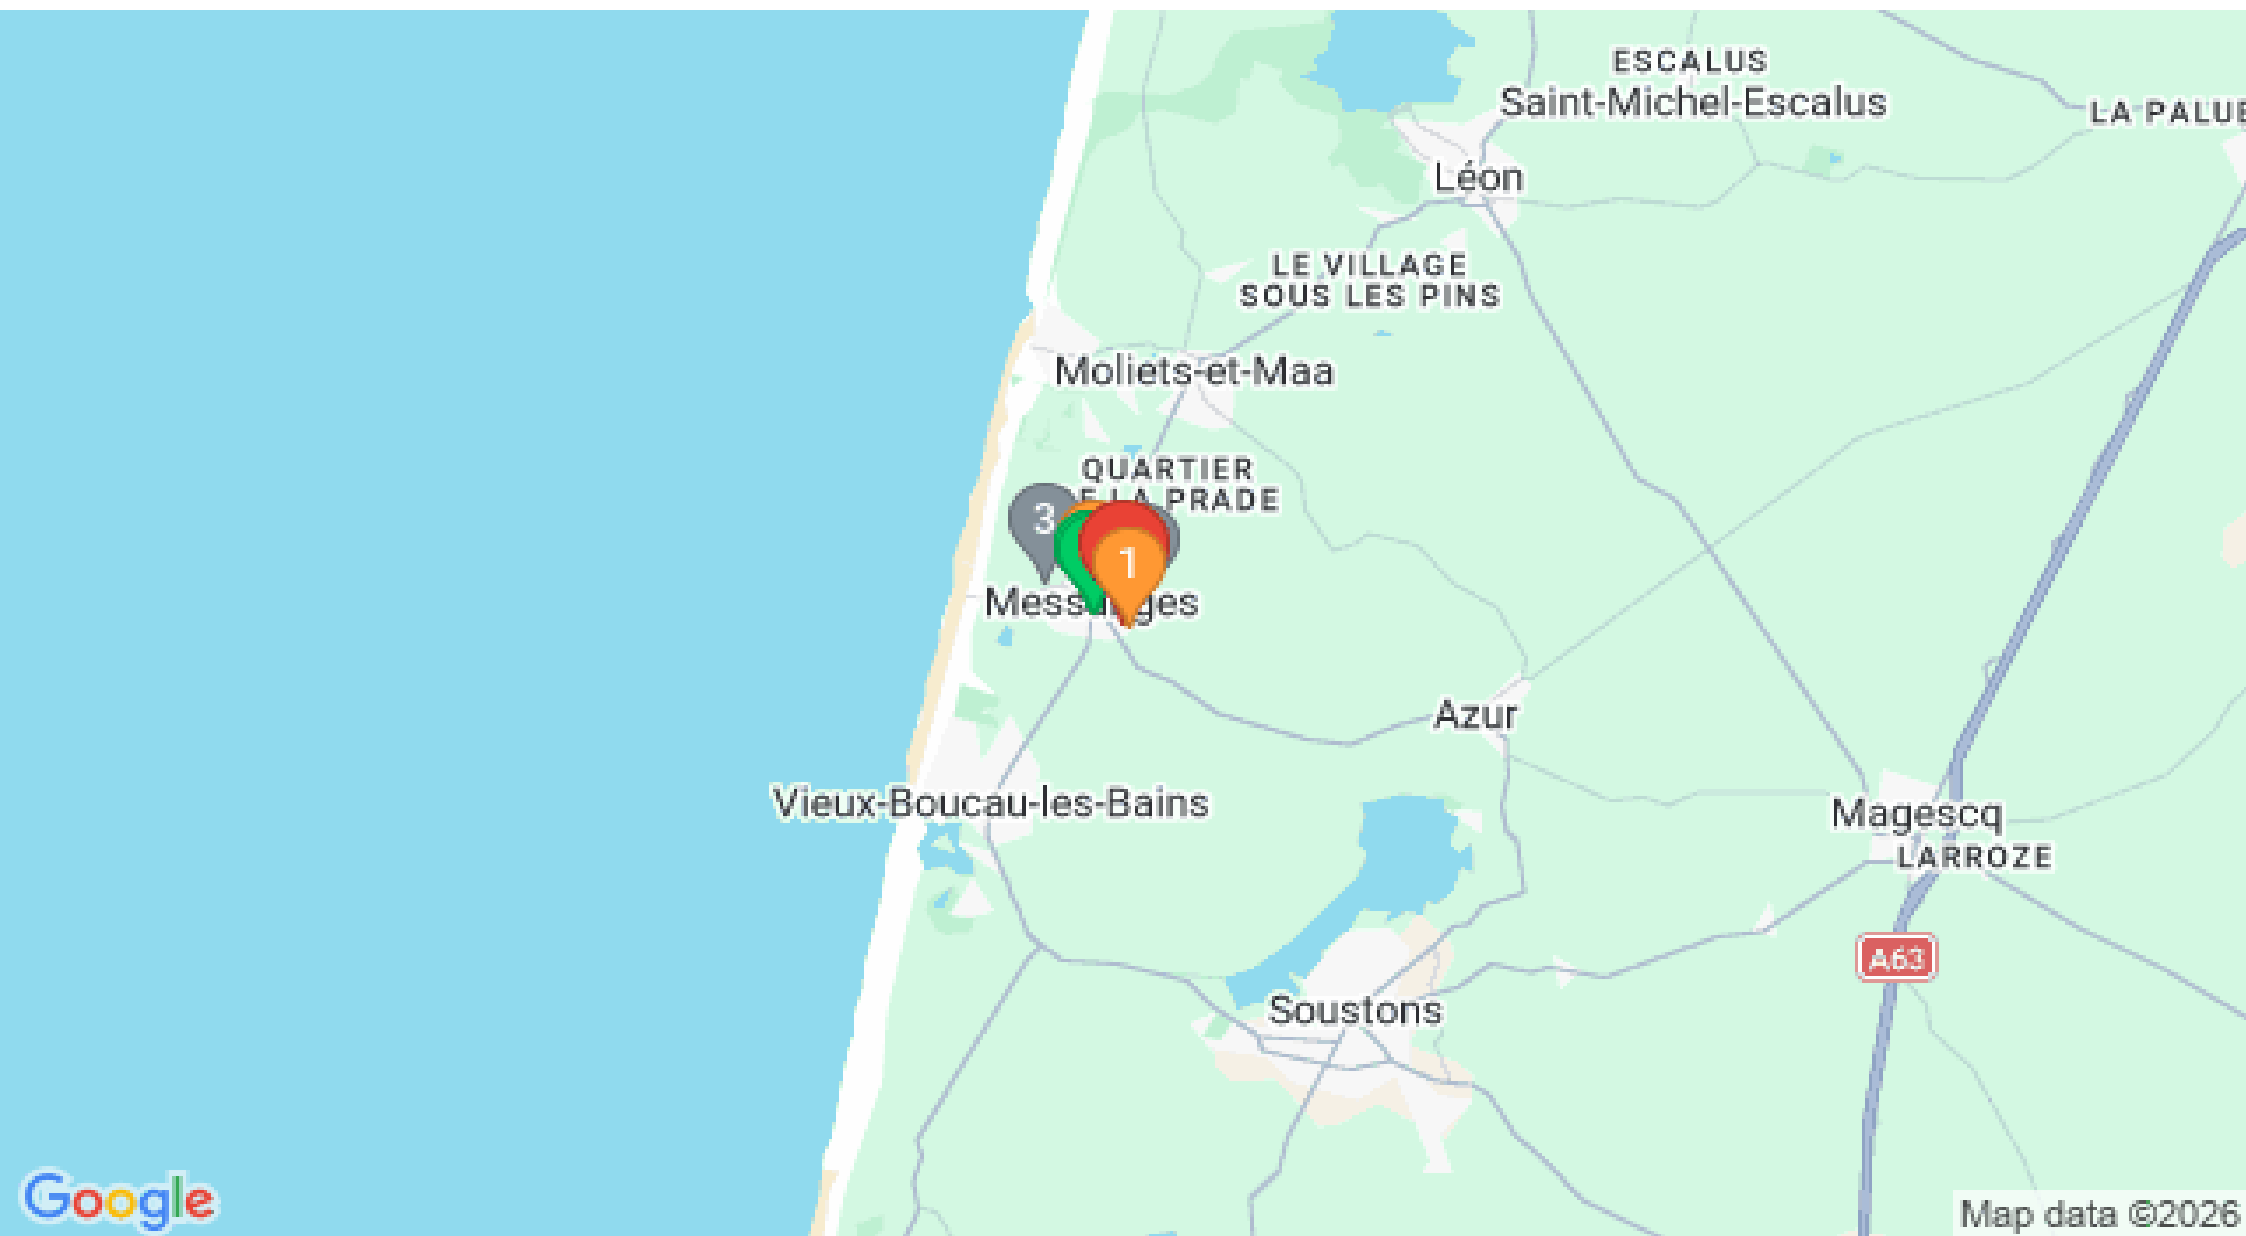 ESCALUS
Saint-Michel-Escalus
LA PALUE
Léon
LE VILLAGE
SOUS LES PINS
Moliets-et-Maa
QUARTIER
LA PRADE
3
1
Azur
Vieux-Boucau-les-Bains
Magescq
LARROZE
A63
Soustons
Google
Map data ©2026